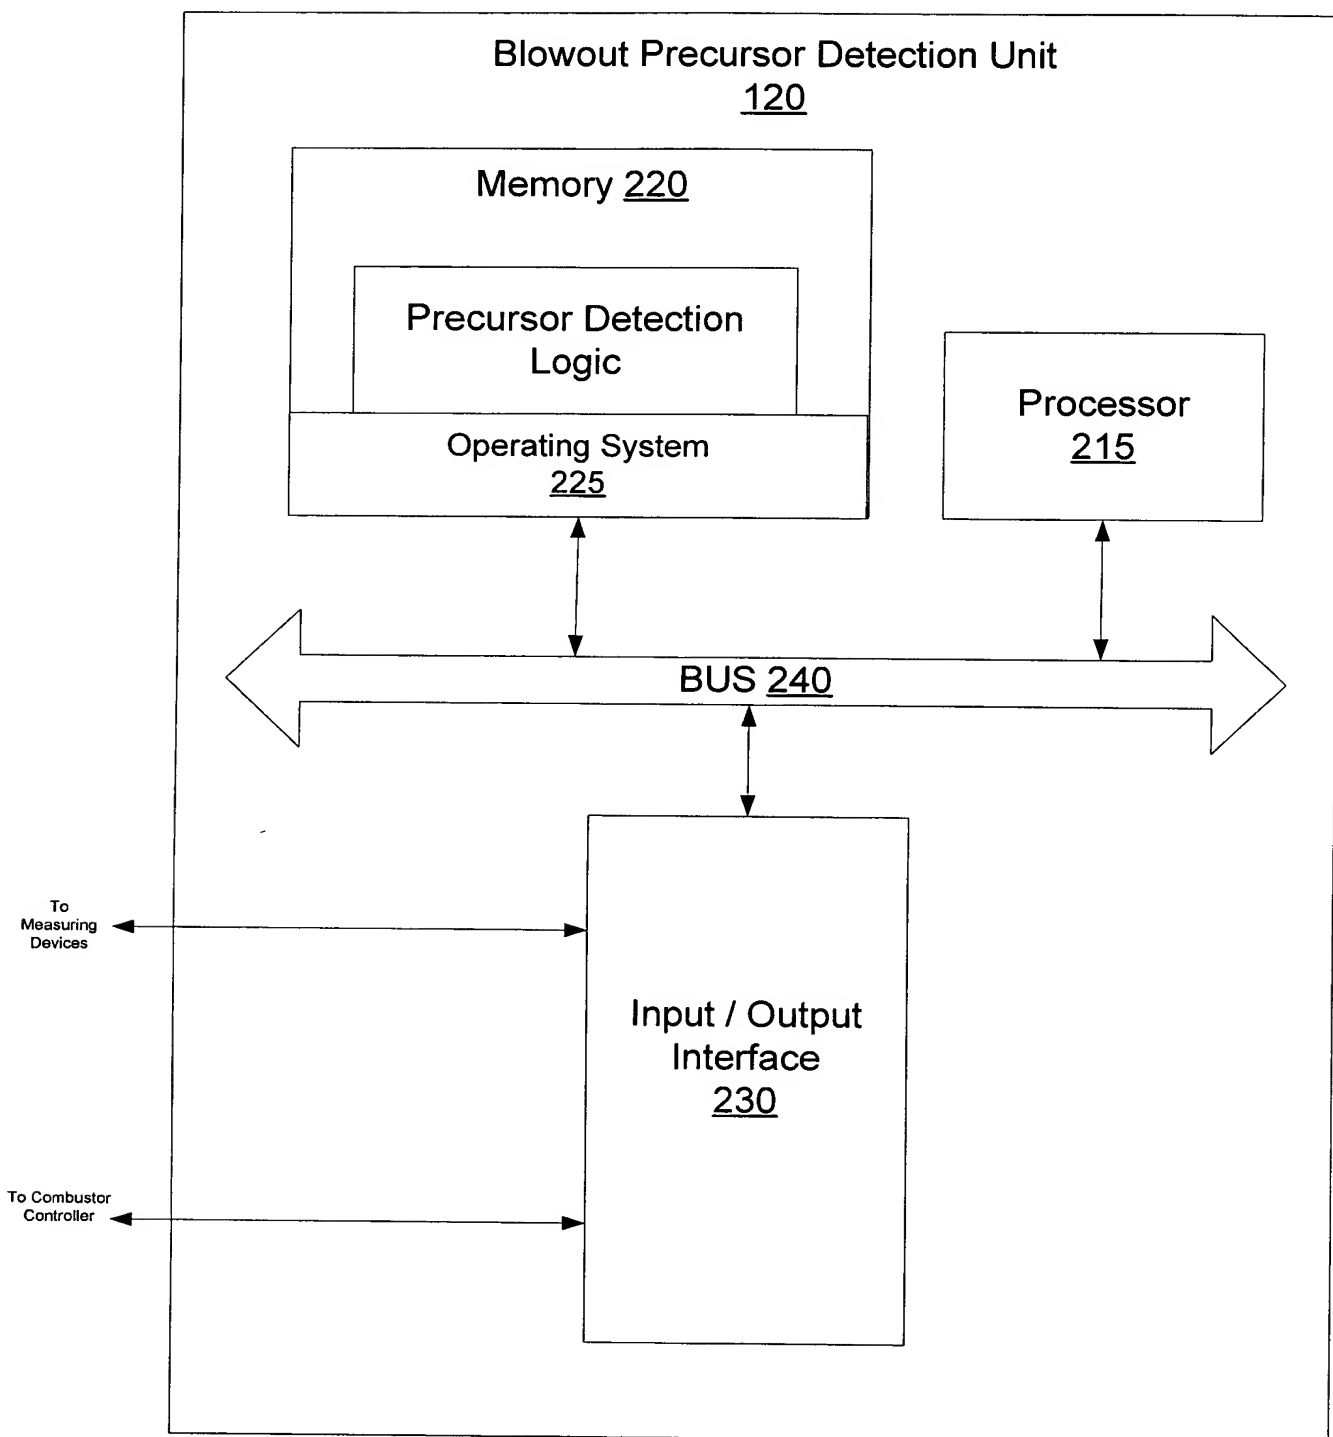 Blowout Precursor Detection Unit
120
Memory 220
Precursor Detection
Logic
Operating System
225
Processor
215
BUS 240
To
Measuring
Devices
Input / Output
Interface
230
To Combustor
Controller